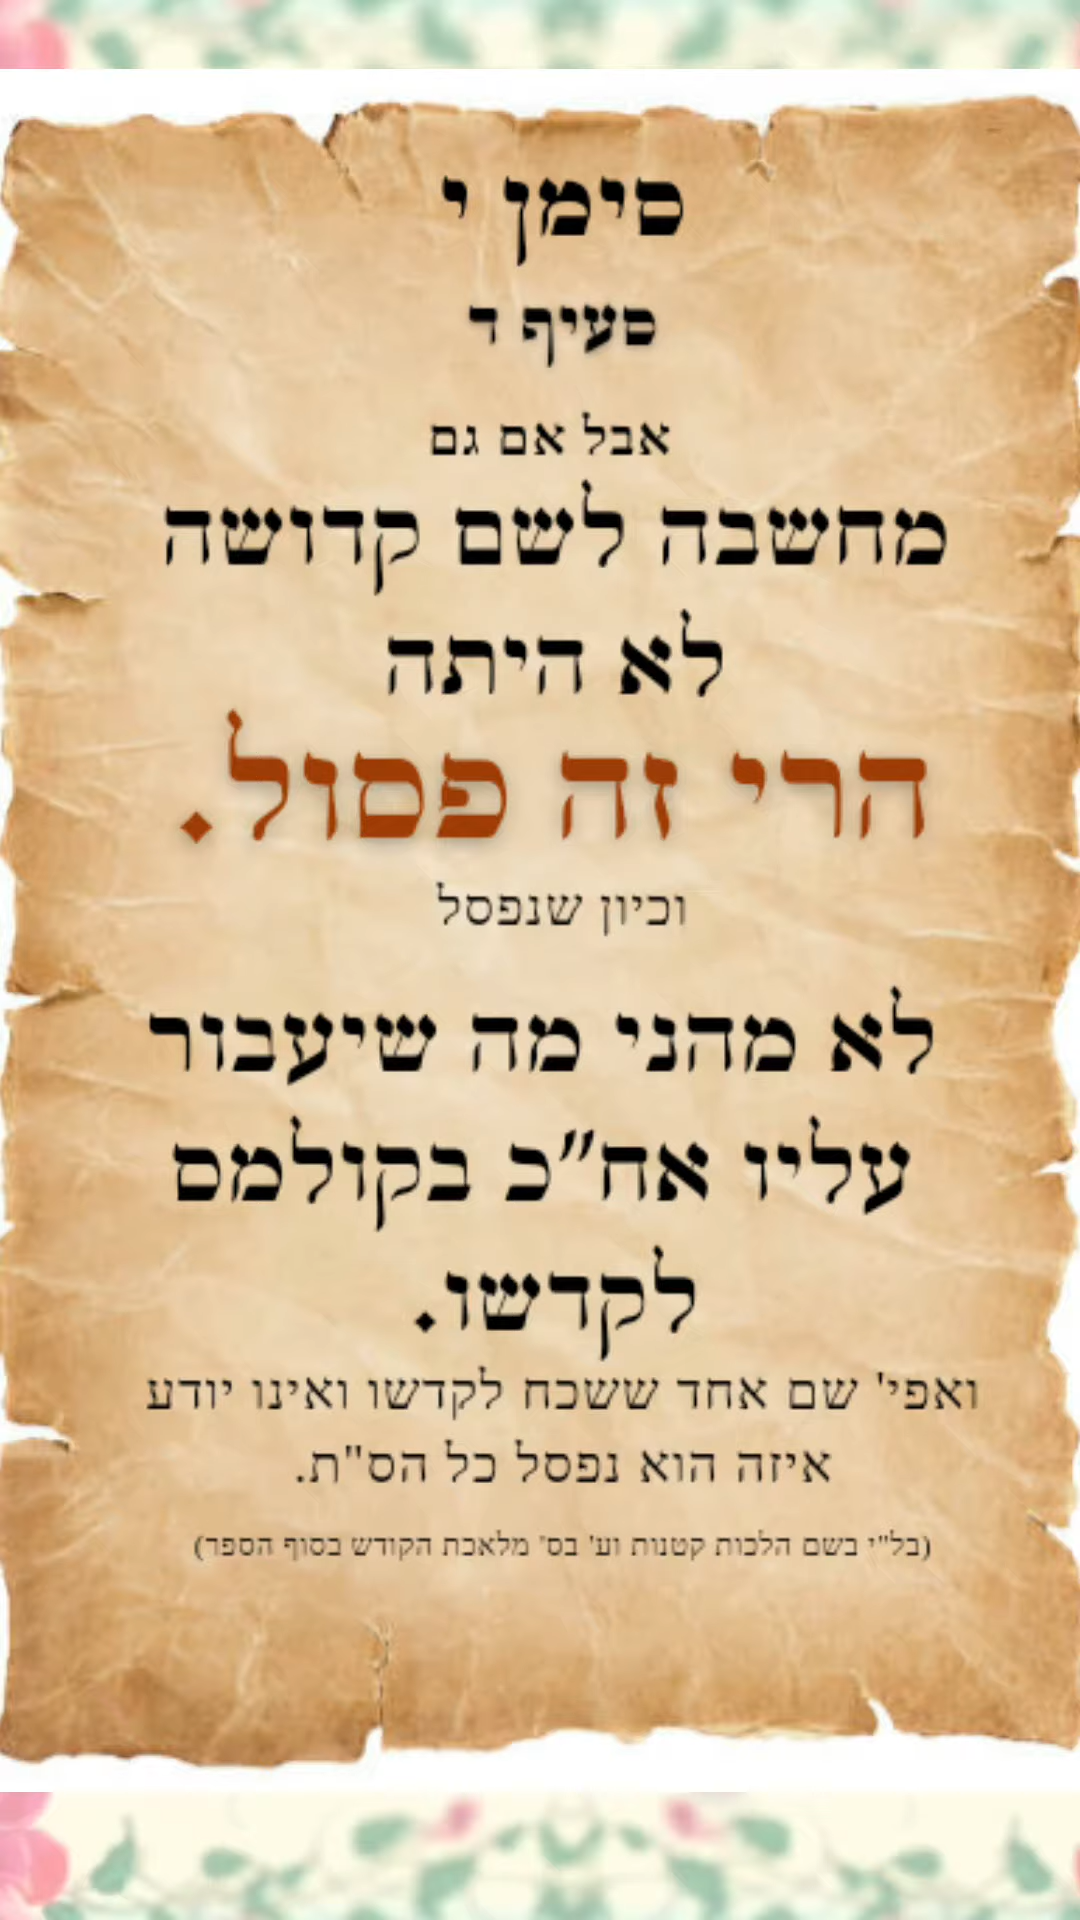 סימן י
סעיף ד
אבל אם גם
מחשבה לשם קדושה
לא היתה
הרי זה פסול.
וכיון שנפסל
לא מהני מה שיעבור
עליו אח״כ בקולמס
לקדשו.
ואפי' שם אחד ששכח לקדשו ואינו יודע
איזה הוא נפסל כל הס"ת.
(בל"י בשם הלכות קטנות וע' בס' מלאכת הקודש בסוף הספר)